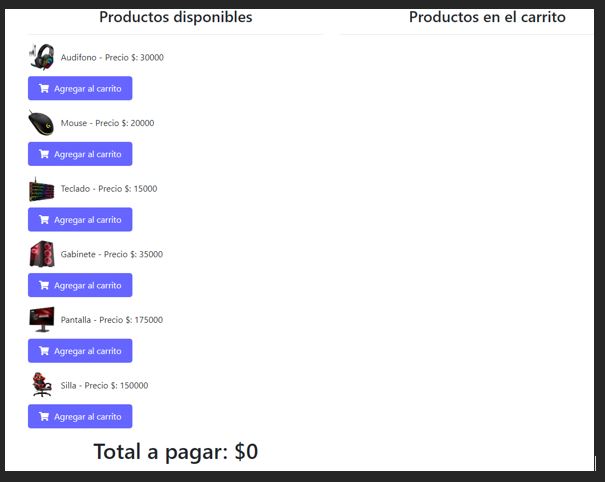 Productos disponibles
Productos en el carrito
Audifono - Precio $: 30000
Agregar al carrito
Mouse - Precio $: 20000
Agregar al carrito
Teclado - Precio $: 15000
Agregar al carrito
Gabinete - Precio $: 35000
Agregar al carrito
Pantalla - Precio $: 175000
Agregar al carrito
Silla - Precio $: 150000
Agregar al carrito
Total a pagar: $0